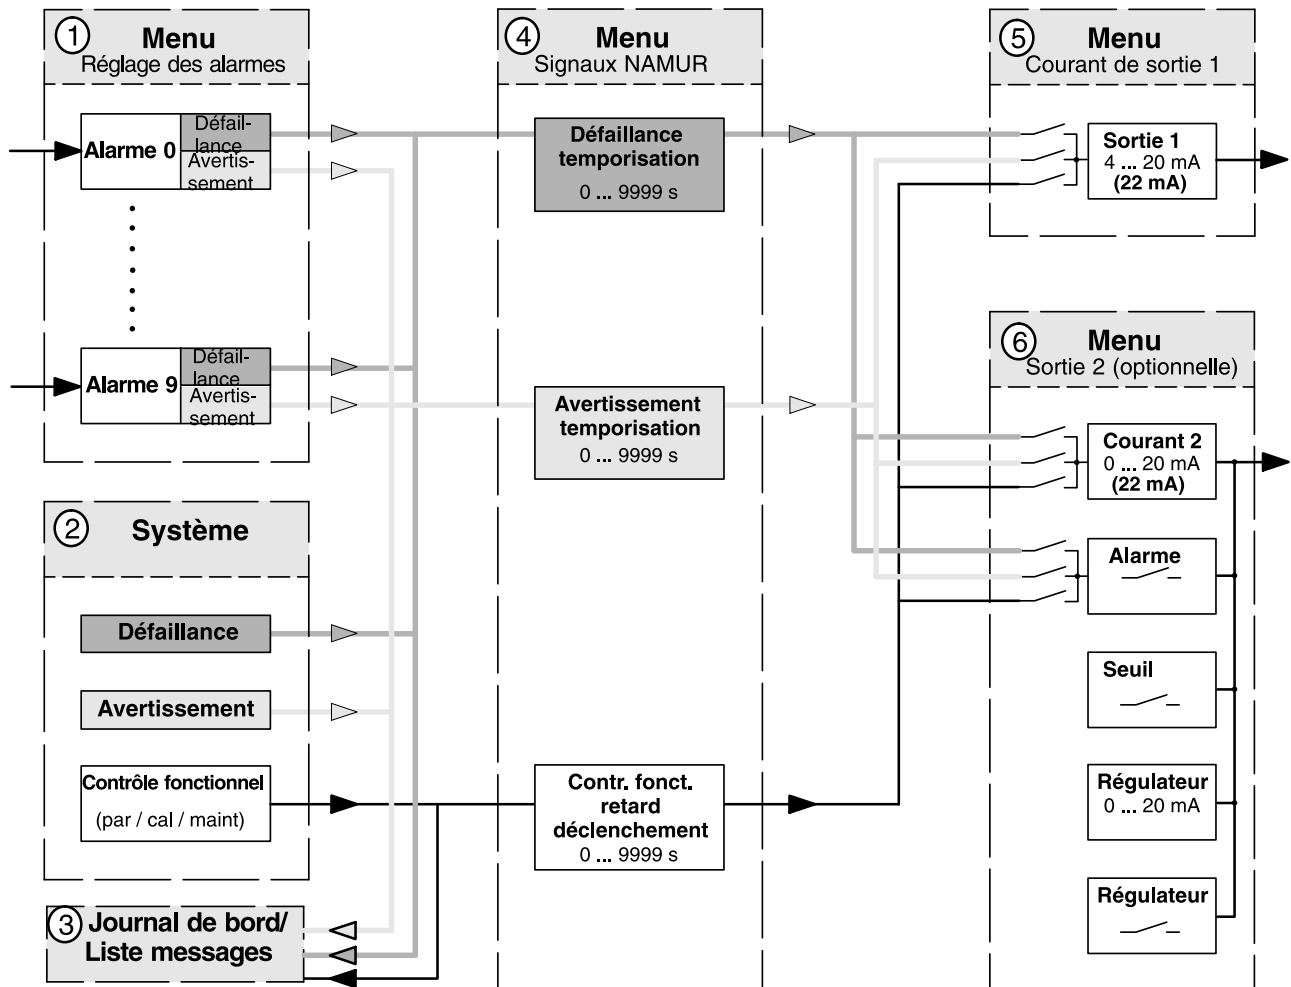 1
Menu
Réglage des alarmes
Alarme 0
Défail-
lance
Avertis-
sement
Alarme 9
Défail-
lance
Avertis-
sement
2
Système
Défaillance
Avertissement
Contrôle fonctionnel
(par / cal / maint)
3
Journal de bord/
Liste messages
4
Menu
Signaux NAMUR
Défaillance
temporisation
0 ... 9999 s
Avertissement
temporisation
0 ... 9999 s
Contr. fonct.
retard
déclenchement
0 ... 9999 s
5
Menu
Courant de sortie 1
Sortie 1
4 ... 20 mA
(22 mA)
6
Menu
Sortie 2 (optionnelle)
Courant 2
0 ... 20 mA
(22 mA)
Alarme
Seuil
Régulateur
0 ... 20 mA
Régulateur